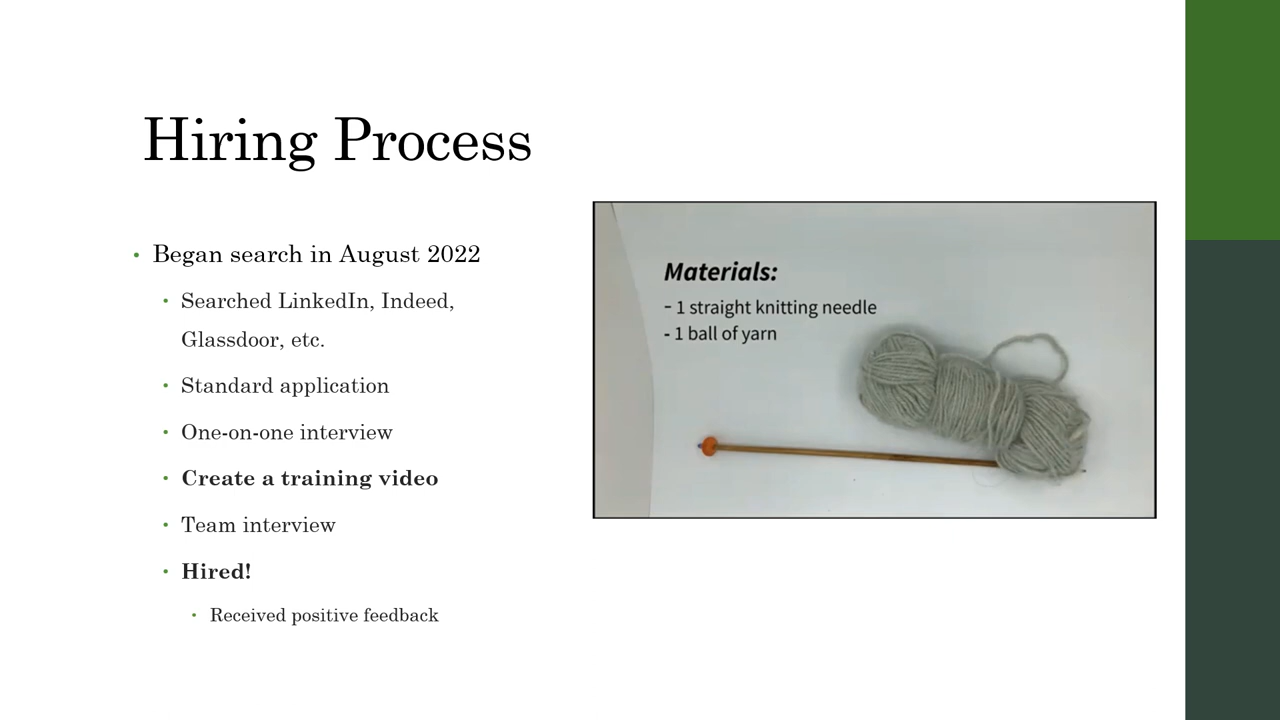 Hiring Process
• Began search in August 2022
• Searched LinkedIn, Indeed,
Glassdoor, etc.
• Standard application
• One-on-one interview
• Create a training video
• Team interview
• Hired!
• Received positive feedback
Materials:
- 1 straight knitting needle
- 1 ball of yarn